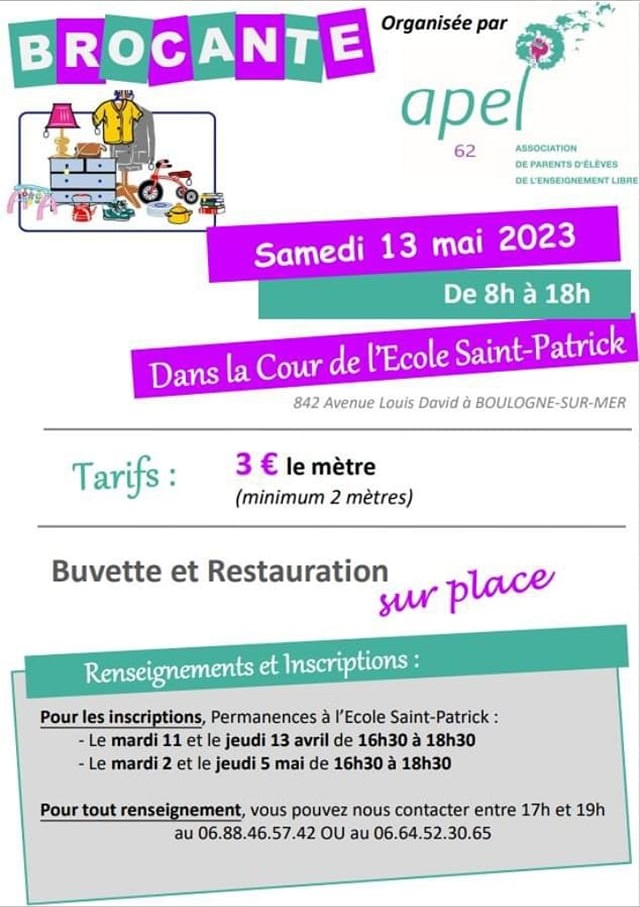 BROCANTE
Organisée par
apel
62
ASSOCIATION
DE PARENTS D'ÉLÈVES
DE L'ENSEIGNEMENT LIBRE
Samedi 13 mai 2023
De 8h à 18h
Dans la Cour de l'Ecole Saint-Patrick
842 Avenue Louis David à BOULOGNE-SUR-MER
Tarifs :
3 € le mètre
(minimum 2 mètres)
Buvette et Restauration
sur place
Renseignements et Inscriptions :
Pour les inscriptions, Permanences à l'Ecole Saint-Patrick :
- Le mardi 11 et le jeudi 13 avril de 16h30 à 18h30
- Le mardi 2 et le jeudi 5 mai de 16h30 à 18h30
Pour tout renseignement, vous pouvez nous contacter entre 17h et 19h
au 06.88.46.57.42 OU au 06.64.52.30.65